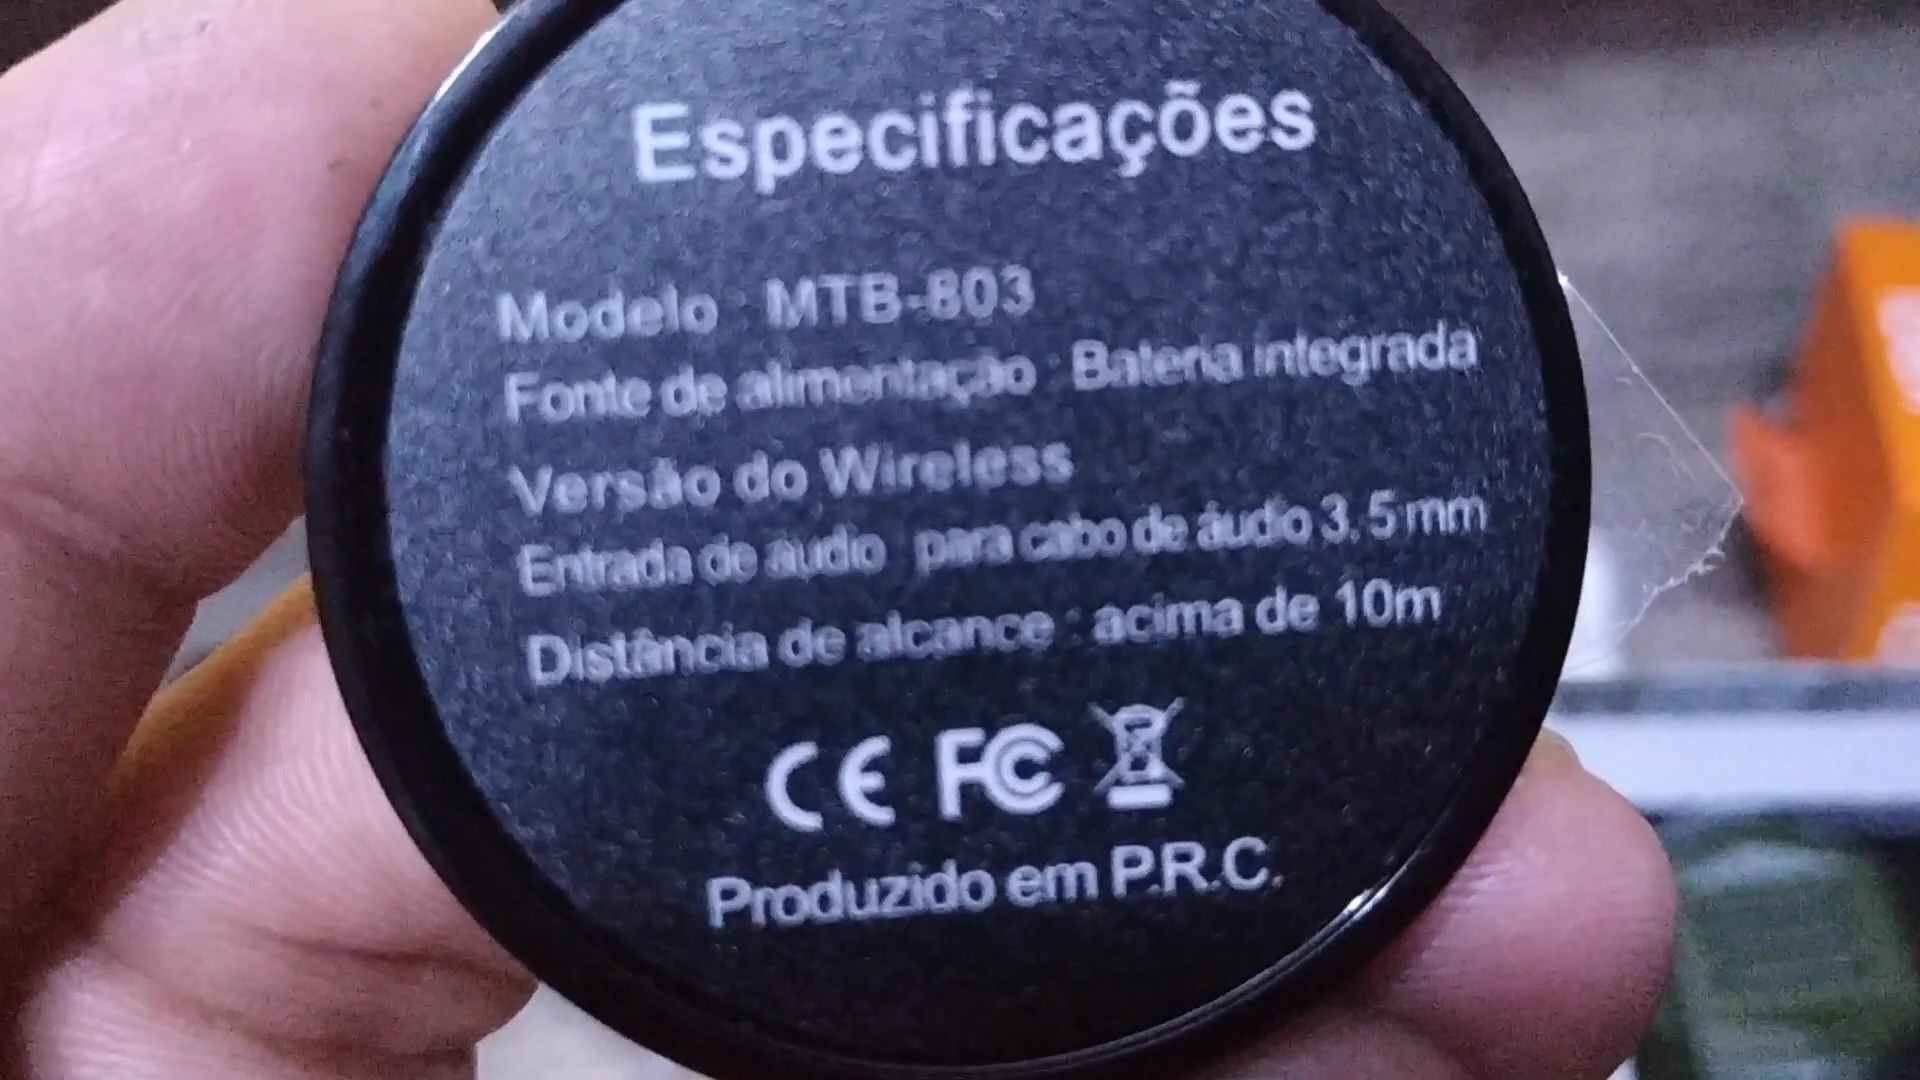 Especificações
Modelo : MTB-803
Fonte de alimentação : Bateria integrada
Versão do Wireless
Entrada de áudio para cabo de áudio 3.5 mm
Distância de alcance : acima de 10m
CE FC
Produzido em P.R.C.